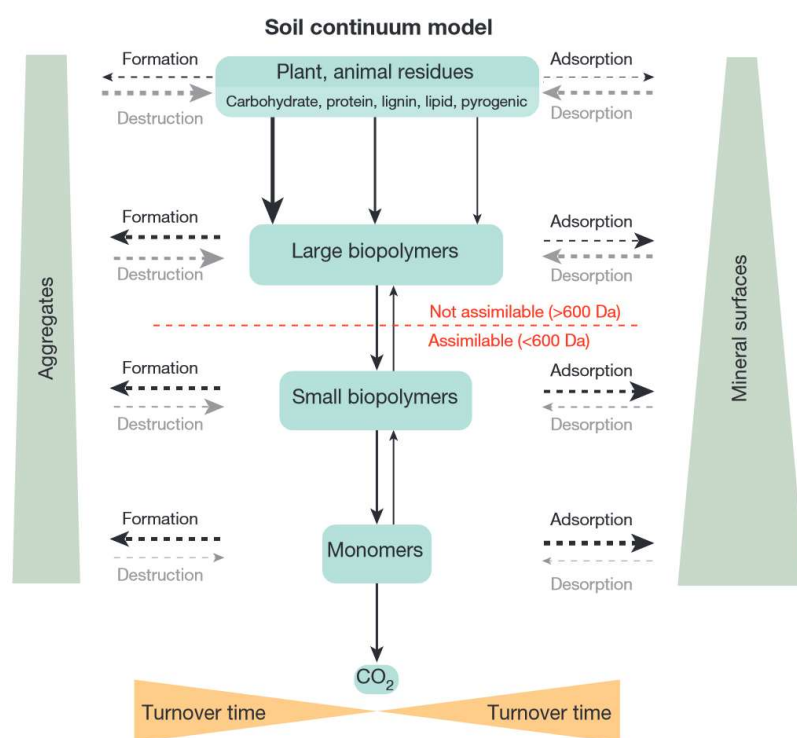 Soil continuum model
Formation
Plant, animal residues
Adsorption
Carbohydrate, protein, lignin, lipid, pyrogenic
Destruction
Desorption
Formation
Large biopolymers
Adsorption
Destruction
Desorption
Aggregates
Mineral surfaces
Not assimilable (>600 Da)
Assimilable (<600 Da)
Formation
Small biopolymers
Adsorption
Destruction
Desorption
Formation
Monomers
Adsorption
Destruction
Desorption
CO2
Turnover time
Turnover time